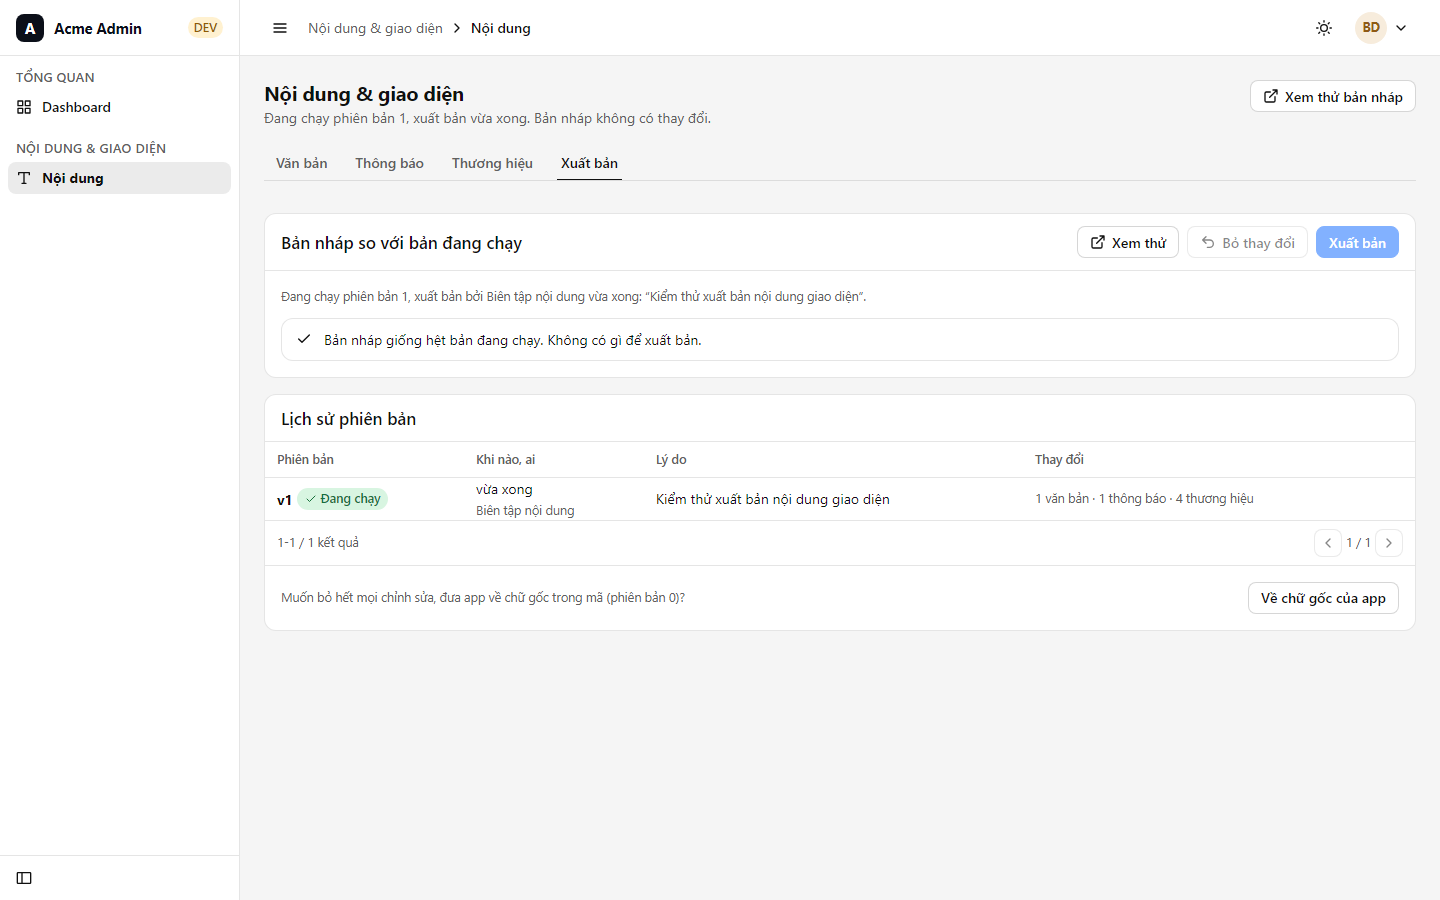 A Acme Admin DEV
Nội dung & giao diện > Nội dung
BD
TỔNG QUAN
Dashboard
NỘI DUNG & GIAO DIỆN
Nội dung
Nội dung & giao diện
Đang chạy phiên bản 1, xuất bản vừa xong. Bản nháp không có thay đổi.
Xem thử bản nháp
Văn bản Thông báo Thương hiệu Xuất bản
Bản nháp so với bản đang chạy
Xem thử Bỏ thay đổi Xuất bản
Đang chạy phiên bản 1, xuất bản bởi Biên tập nội dung vừa xong: “Kiểm thử xuất bản nội dung giao diện”.
Bản nháp giống hệt bản đang chạy. Không có gì để xuất bản.
Lịch sử phiên bản
Phiên bản Khi nào, ai Lý do Thay đổi
v1 Đang chạy vừa xong Kiểm thử xuất bản nội dung giao diện 1 văn bản · 1 thông báo · 4 thương hiệu
Biên tập nội dung
1-1 / 1 kết quả 1 / 1
Muốn bỏ hết mọi chỉnh sửa, đưa app về chữ gốc trong mã (phiên bản 0)? Về chữ gốc của app